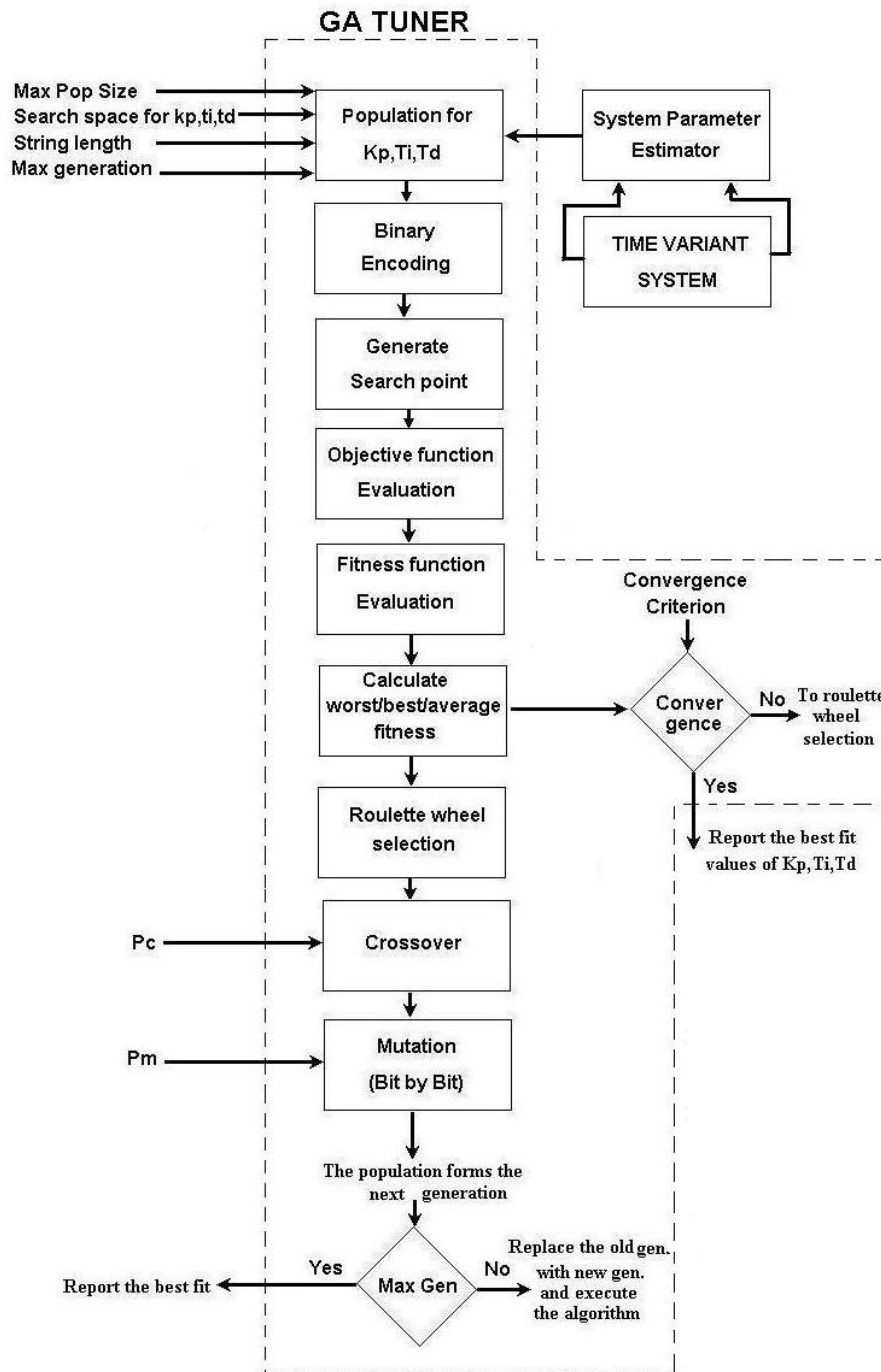 GA TUNER
Max Pop Size
Search space for kp,ti,td
String length
Max generation
Population for
Kp,Ti,Td
System Parameter
Estimator
TIME VARIANT
SYSTEM
Binary
Encoding
Generate
Search point
Objective function
Evaluation
Fitness function
Evaluation
Convergence
Criterion
Calculate
worst/best/average
fitness
Conver
gence
No
To roulette
wheel
selection
Yes
Report the best fit
values of Kp,Ti,Td
Roulette wheel
selection
Pc
Crossover
Pm
Mutation
(Bit by Bit)
The population forms the
next generation
Max Gen
Yes
Report the best fit
No
Replace the old gen.
with new gen.
and execute
the algorithm